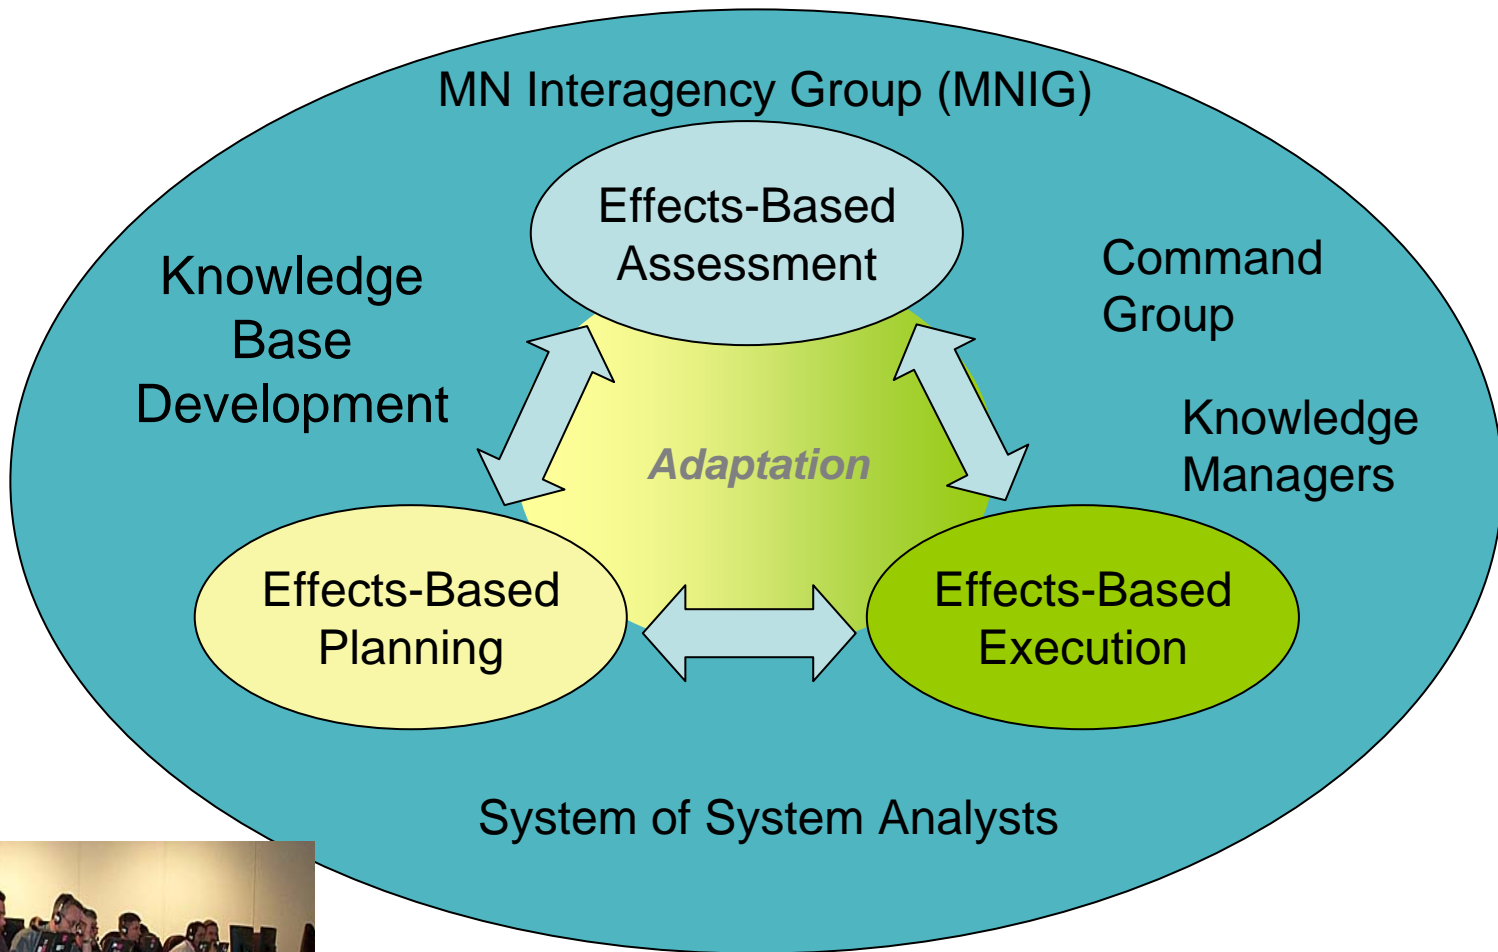 MN Interagency Group (MNIG)
Effects-Based
Assessment
Knowledge
Base
Development
Command
Group
Knowledge
Managers
Adaptation
Effects-Based
Planning
Effects-Based
Execution
System of System Analysts